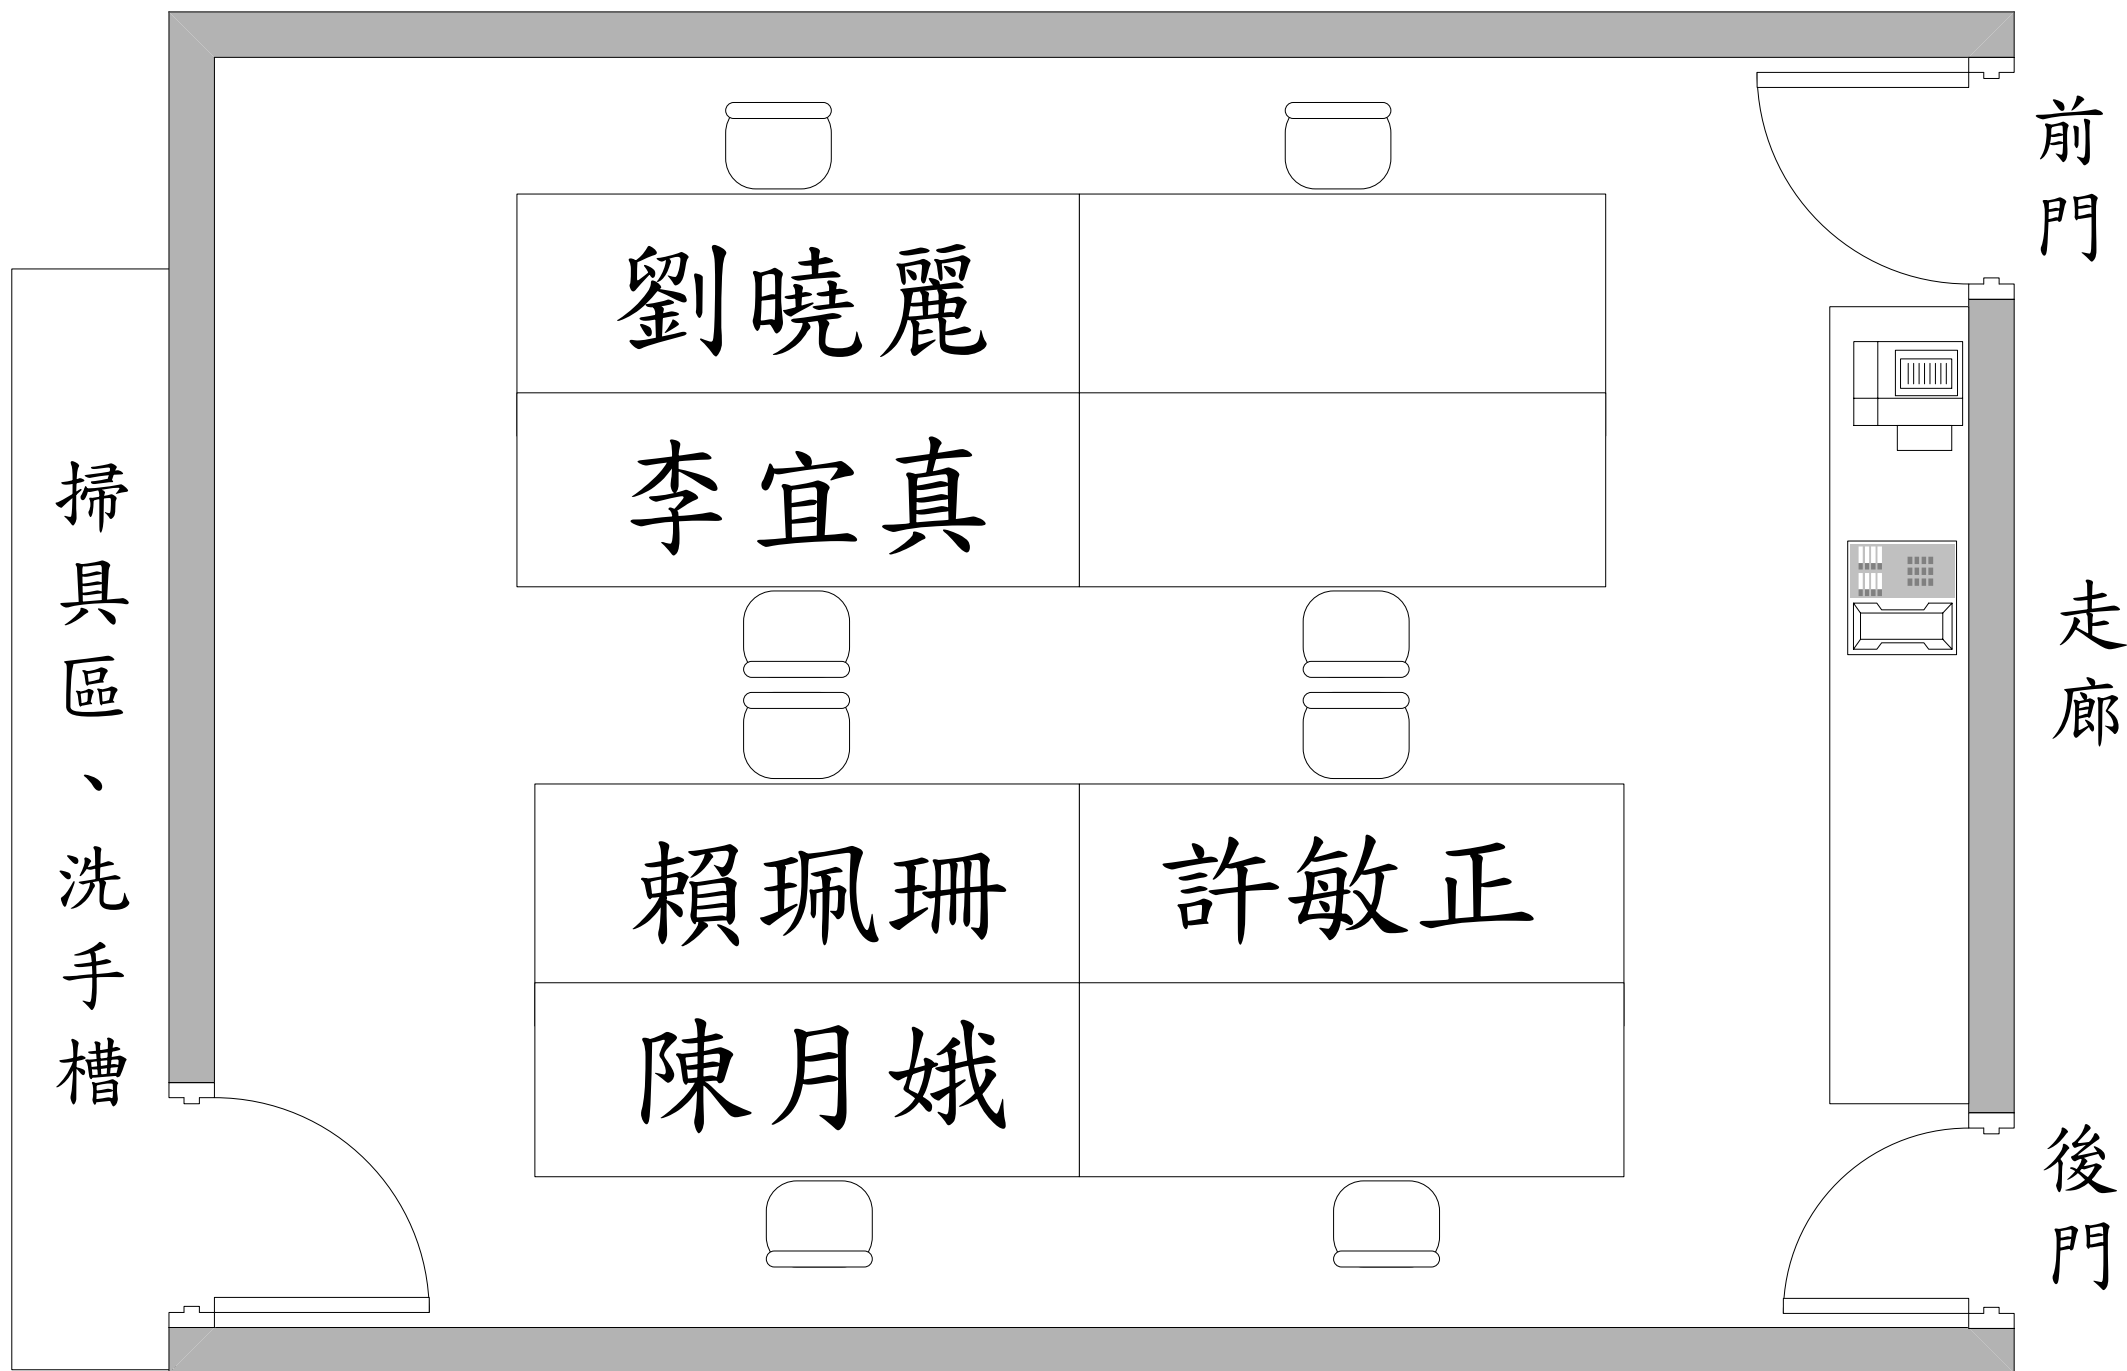 前門
劉曉麗
李宜真
掃具區、洗手槽
走廊
賴珮珊
許敏正
陳月娥
後門